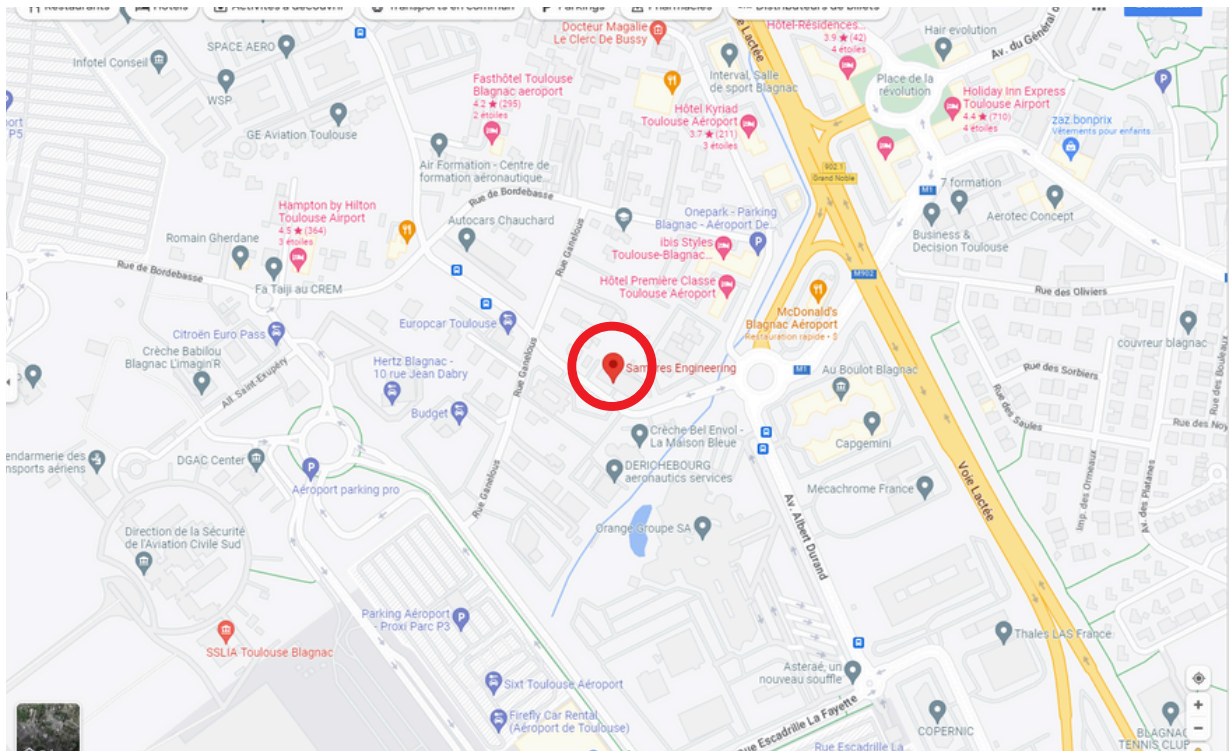 Restaurants
Hôtels
Activités à découvrir
Transports en commun
Parkings
Pharmacies
Distributeurs de billets
Docteur Magalie
Le Clerc De Bussy
Hôtel-Résidences...
3.9 ★ (42)
4 étoiles
Hair evolution
Av. du Général
SPACE AERO
Infotel Conseil
WSP
Fasthôtel Toulouse
Blagnac aeroport
4.2 ★ (295)
2 étoiles
Interval, Salle
de sport Blagnac
Voie Lactée
Place de la
révolution
Holiday Inn Express
Toulouse Airport
4.4 ★ (710)
4 étoiles
zaz.bonprix
Vêtements pour enfants
P5
GE Aviation Toulouse
Hôtel Kyriad
Toulouse Aéroport
3.7 ★ (211)
3 étoiles
Air Formation - Centre de
formation aéronautique...
902.1
Grand Noble
M1
7 formation
Rue de Bordebasse
Hampton by Hilton
Toulouse Airport
4.5 ★ (364)
3 étoiles
Autocars Chauchard
Onepark - Parking
Blagnac - Aéroport De...
Aerotec Concept
Romain Gherdane
Rue Ganelous
ibis Styles
Toulouse-Blagnac...
Business &
Decision Toulouse
Rue de Bordebasse
Fa Taiji au CREM
Hôtel Première Classe
Toulouse Aéroport
M902
Rue des Oliviers
Citroën Euro Pass
Europcar Toulouse
McDonald's
Blagnac Aéroport
Restauration rapide • $
couvreur blagnac
Crèche Babilou
Blagnac L'imagin'R
Hertz Blagnac -
10 rue Jean Dabry
Rue Ganelous
Samares Engineering
M1
Au Boulot Blagnac
Rue des Sorbiers
Rue des Bouleaux
All. Saint-Exupéry
Budget
Rue des Saules
Rue des Noy
Crèche Bel Envol -
La Maison Bleue
Capgemini
endarmerie des
nsports aériens
DGAC Center
DERICHEBOURG
aeronautics services
Aéroport parking pro
Rue Ganelous
Mecachrome France
Voie Lactée
Imp. des Ormeaux
Av. des Platanes
Direction de la Sécurité
de l'Aviation Civile Sud
Orange Groupe SA
Av. Albert Durand
Parking Aéroport
- Proxi Parc P3
SSLIA Toulouse Blagnac
Thales LAS France
Asteraé, un
nouveau souffle
Sixt Toulouse Aéroport
Firefly Car Rental
(Aéroport de Toulouse)
Rue Escadrille La Fayette
COPERNIC
Rue Escadrille La
BLAGNAC
TENNIS CLUB